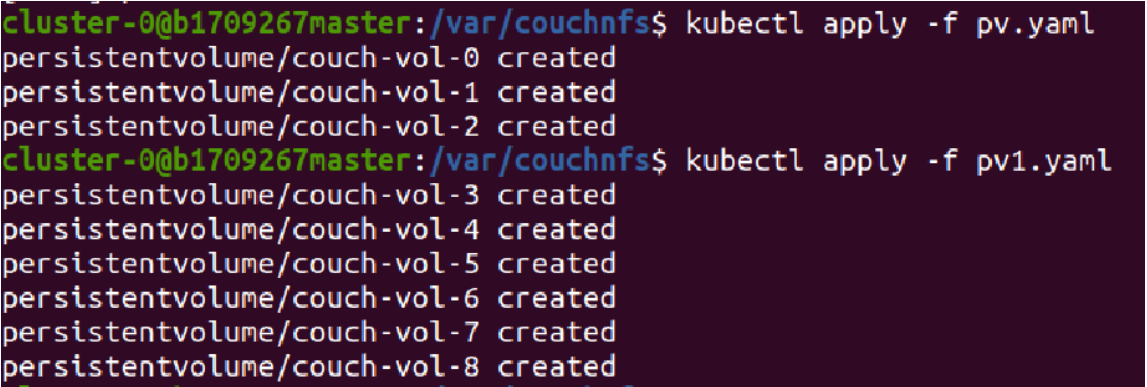 cluster-0@b1709267master:/var/couchnfs$ kubectl apply -f pv.yaml
persistentvolume/couch-vol-0 created
persistentvolume/couch-vol-1 created
persistentvolume/couch-vol-2 created
cluster-0@b1709267master:/var/couchnfs$ kubectl apply -f pv1.yaml
persistentvolume/couch-vol-3 created
persistentvolume/couch-vol-4 created
persistentvolume/couch-vol-5 created
persistentvolume/couch-vol-6 created
persistentvolume/couch-vol-7 created
persistentvolume/couch-vol-8 created